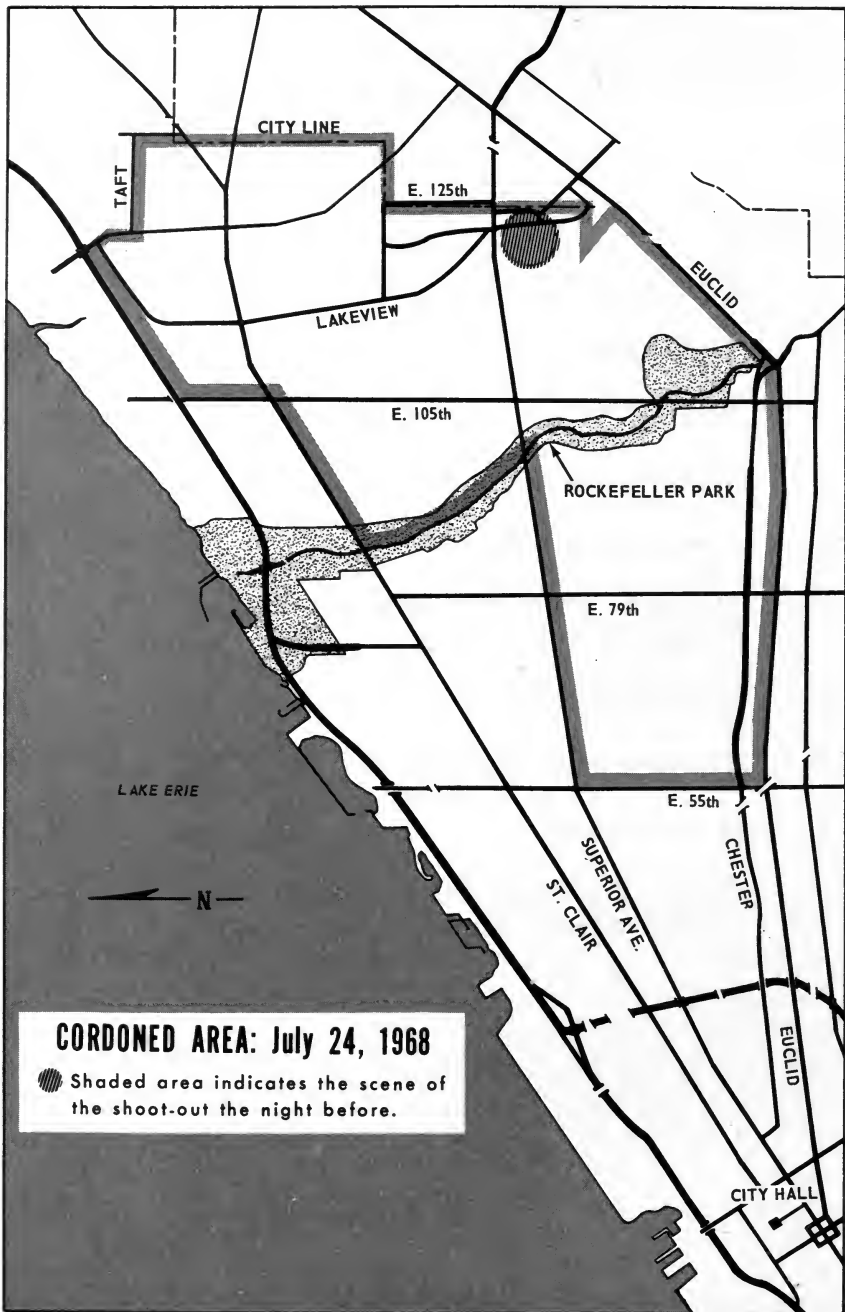 CITY LINE
TAFT
E. 125th
EUCLID
LAKEVIEW
E. 105th
ROCKEFELLER PARK
E. 79th
LAKE ERIE
E. 55th
CHESTER
SUPERIOR AVE.
ST. CLAIR
N
EUCLID
CORDONED AREA: July 24, 1968
Shaded area indicates the scene of
the shoot-out the night before.
CITY HALL